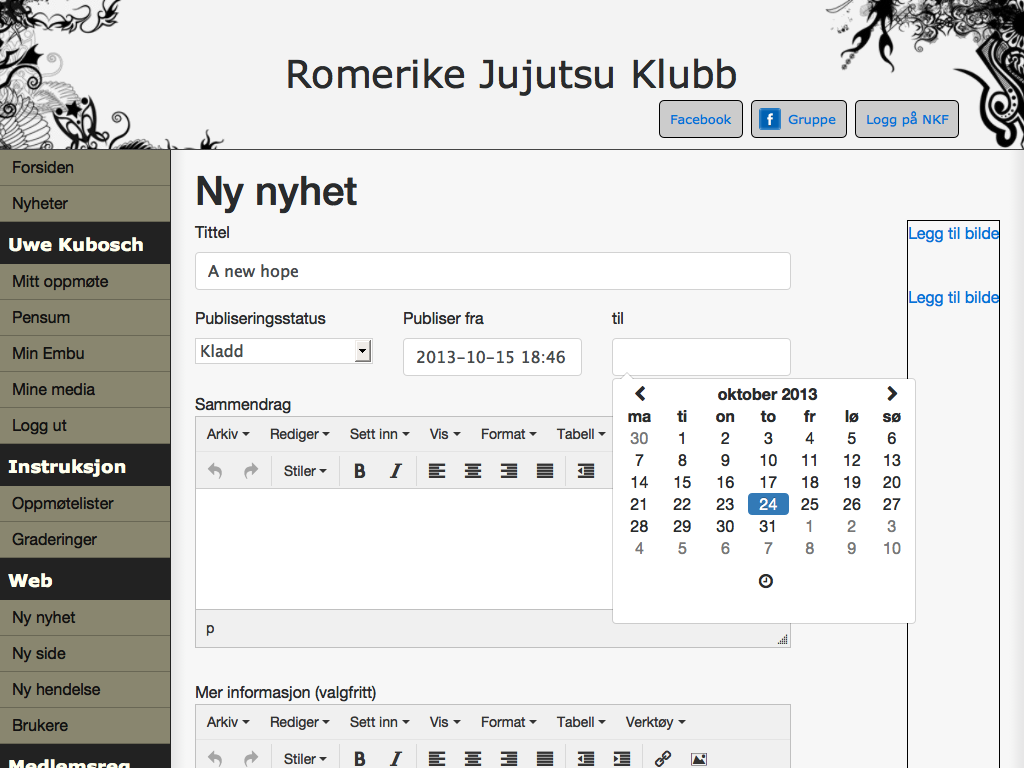 Romerike Jujutsu Klubb
Facebook
Gruppe
Logg på NKF
Forsiden
Nyheter
Uwe Kubosch
Mitt oppmøte
Pensum
Min Embu
Mine media
Logg ut
Instruksjon
Oppmøtelister
Graderinger
Web
Ny nyhet
Ny side
Ny hendelse
Brukere
Medlemsreg
Ny nyhet
Tittel
A new hope
Publiseringsstatus
Publiser fra
til
Kladd
2013-10-15 18:46
oktober 2013
ma ti on to fr lø sø
30 1 2 3 4 5 6
7 8 9 10 11 12 13
14 15 16 17 18 19 20
21 22 23 24 25 26 27
28 29 30 31 1 2 3
4 5 6 7 8 9 10
Sammendrag
Arkiv Rediger Sett inn Vis Format Tabell
Stiler B I
p
Mer informasjon (valgfritt)
Arkiv Rediger Sett inn Vis Format Tabell Verktøy
Stiler B I
Legg til bilde
Legg til bilde